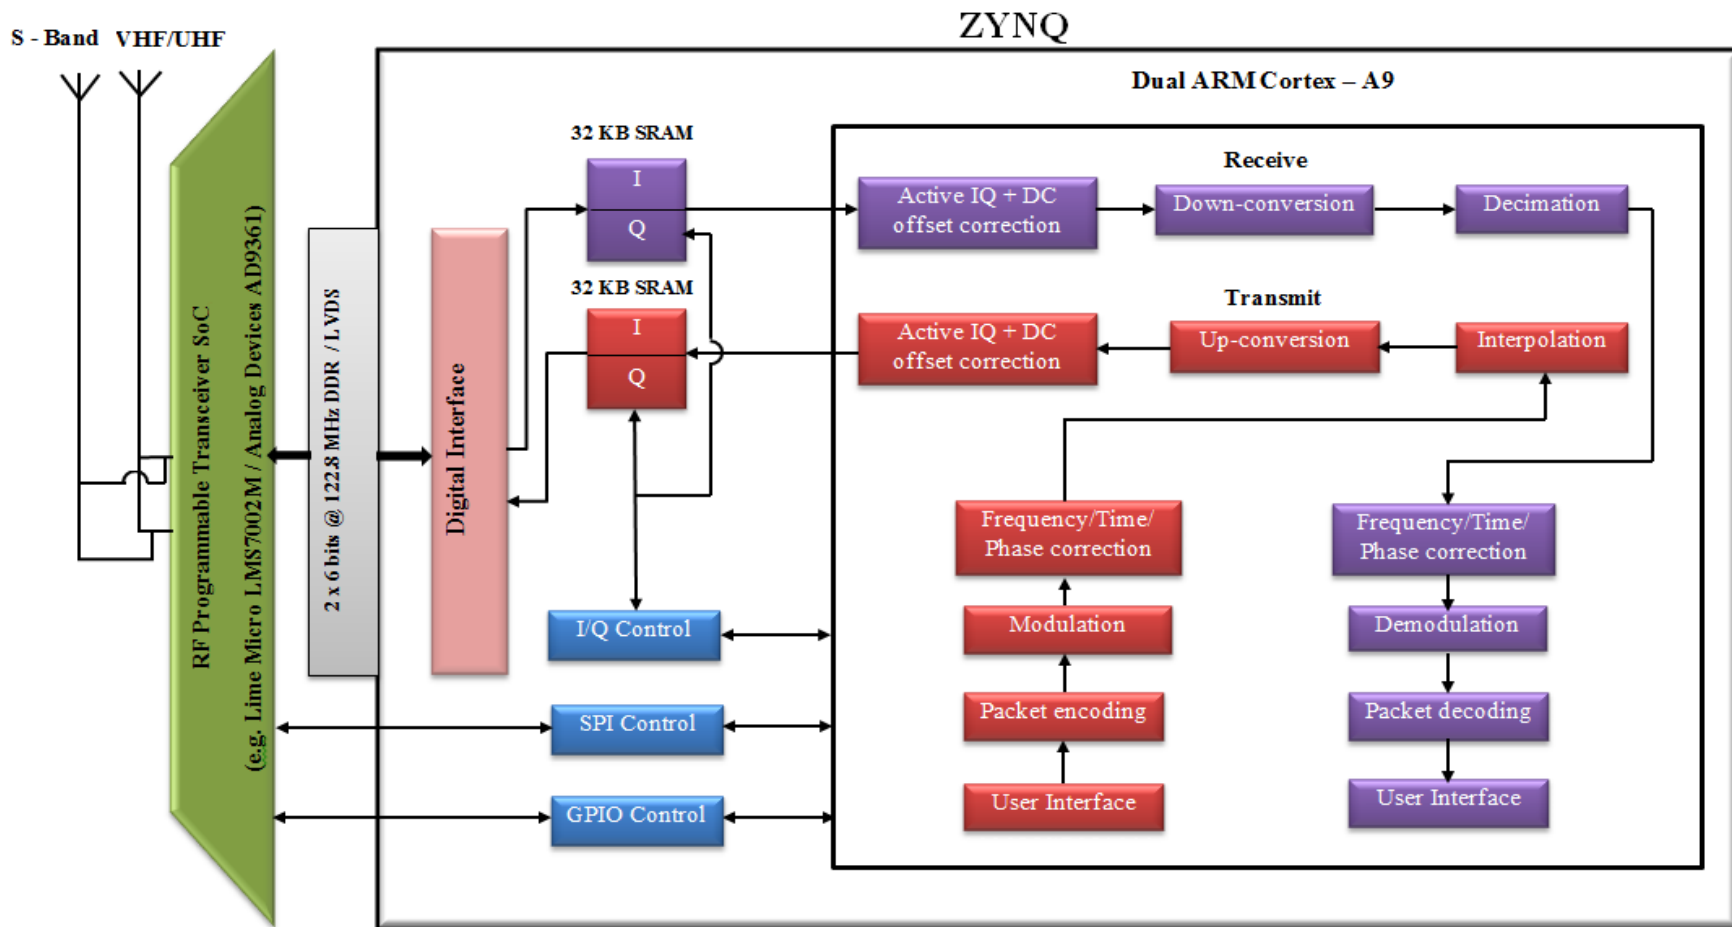 ZYNQ
S - Band VHF/UHF
Dual ARM Cortex – A9
32 KB SRAM
I
Q
Receive
Active IQ + DC
offset correction
Down-conversion
Decimation
32 KB SRAM
I
Q
Transmit
Active IQ + DC
offset correction
Up-conversion
Interpolation
RF Programmable Transceiver SoC
(e.g. Lime Micro LMS7002M / Analog Devices AD9361)
2 x 6 bits @ 122.8 MHz DDR / LVDS
Digital Interface
Frequency/Time/
Phase correction
Frequency/Time/
Phase correction
I/Q Control
Modulation
Demodulation
SPI Control
Packet encoding
Packet decoding
GPIO Control
User Interface
User Interface